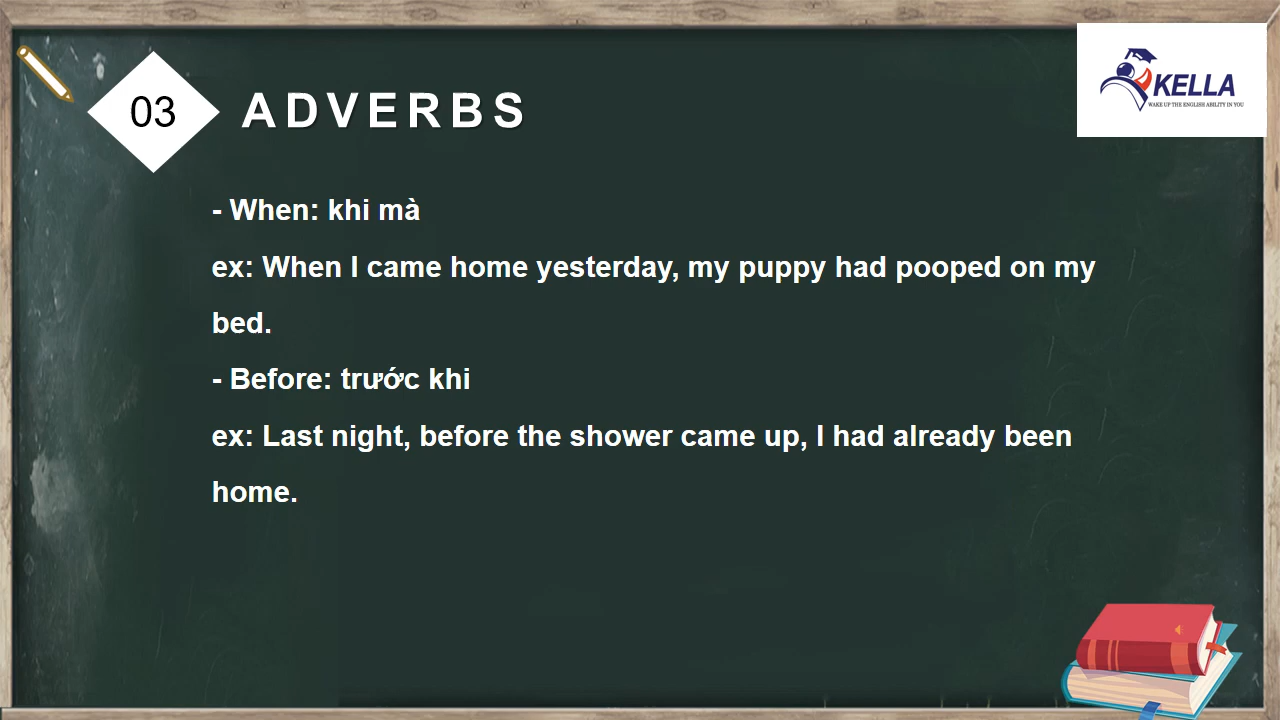 03
ADVERBS
KELLA
WAKE UP THE ENGLISH ABILITY IN YOU
- When: khi mà
ex: When I came home yesterday, my puppy had pooped on my
bed.
- Before: trước khi
ex: Last night, before the shower came up, I had already been
home.